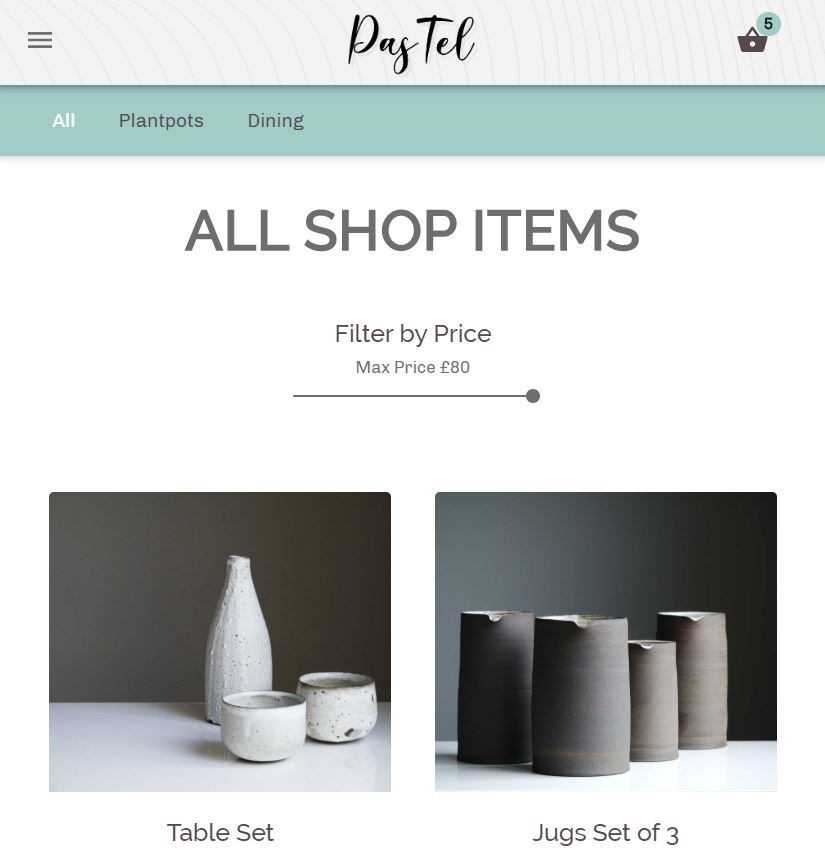 DasTel
5
All Plantpots Dining
ALL SHOP ITEMS
Filter by Price
Max Price £80
Table Set
Jugs Set of 3